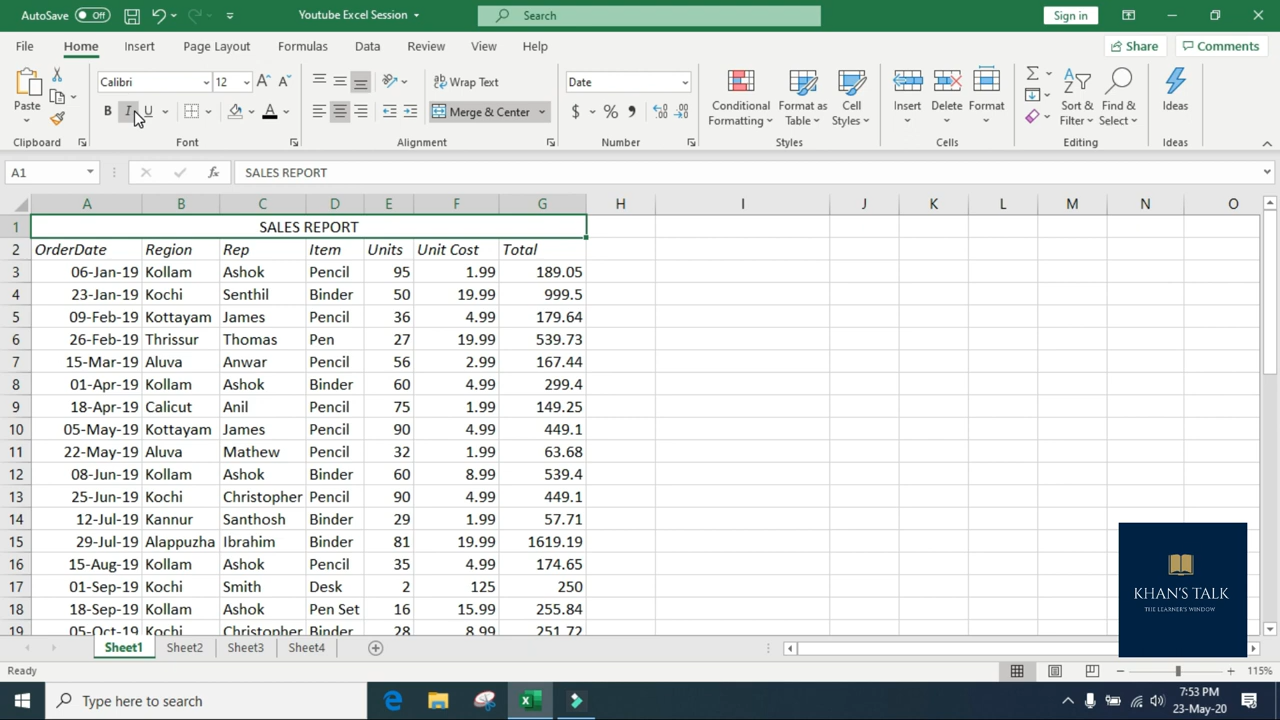 AutoSave Off Youtube Excel Session Search Sign in
File Home Insert Page Layout Formulas Data Review View Help Share Comments
Calibri 12 Wrap Text Date
Paste B I U A Merge & Center $ % Conditional Formatting Format as Table Cell Styles Insert Delete Format Sort & Filter Find & Select Ideas
Clipboard Font Alignment Number Styles Cells Editing Ideas
A1 fx SALES REPORT
A B C D E F G H I J K L M N O
1 SALES REPORT
2 OrderDate Region Rep Item Units Unit Cost Total
3 06-Jan-19 Kollam Ashok Pencil 95 1.99 189.05
4 23-Jan-19 Kochi Senthil Binder 50 19.99 999.5
5 09-Feb-19 Kottayam James Pencil 36 4.99 179.64
6 26-Feb-19 Thrissur Thomas Pen 27 19.99 539.73
7 15-Mar-19 Aluva Anwar Pencil 56 2.99 167.44
8 01-Apr-19 Kollam Ashok Binder 60 4.99 299.4
9 18-Apr-19 Calicut Anil Pencil 75 1.99 149.25
10 05-May-19 Kottayam James Pencil 90 4.99 449.1
11 22-May-19 Aluva Mathew Pencil 32 1.99 63.68
12 08-Jun-19 Kollam Ashok Binder 60 8.99 539.4
13 25-Jun-19 Kochi Christopher Pencil 90 4.99 449.1
14 12-Jul-19 Kannur Santhosh Binder 29 1.99 57.71
15 29-Jul-19 Alappuzha Ibrahim Binder 81 19.99 1619.19
16 15-Aug-19 Kollam Ashok Pencil 35 4.99 174.65
17 01-Sep-19 Kochi Smith Desk 2 125 250
18 18-Sep-19 Kollam Ashok Pen Set 16 15.99 255.84
19 05-Oct-19 Kochi Christopher Binder 28 8.99 251.72
KHAN'S TALK
THE LEARNER'S WINDOW
Sheet1 Sheet2 Sheet3 Sheet4
Ready 115%
Type here to search 7:53 PM
23-May-20